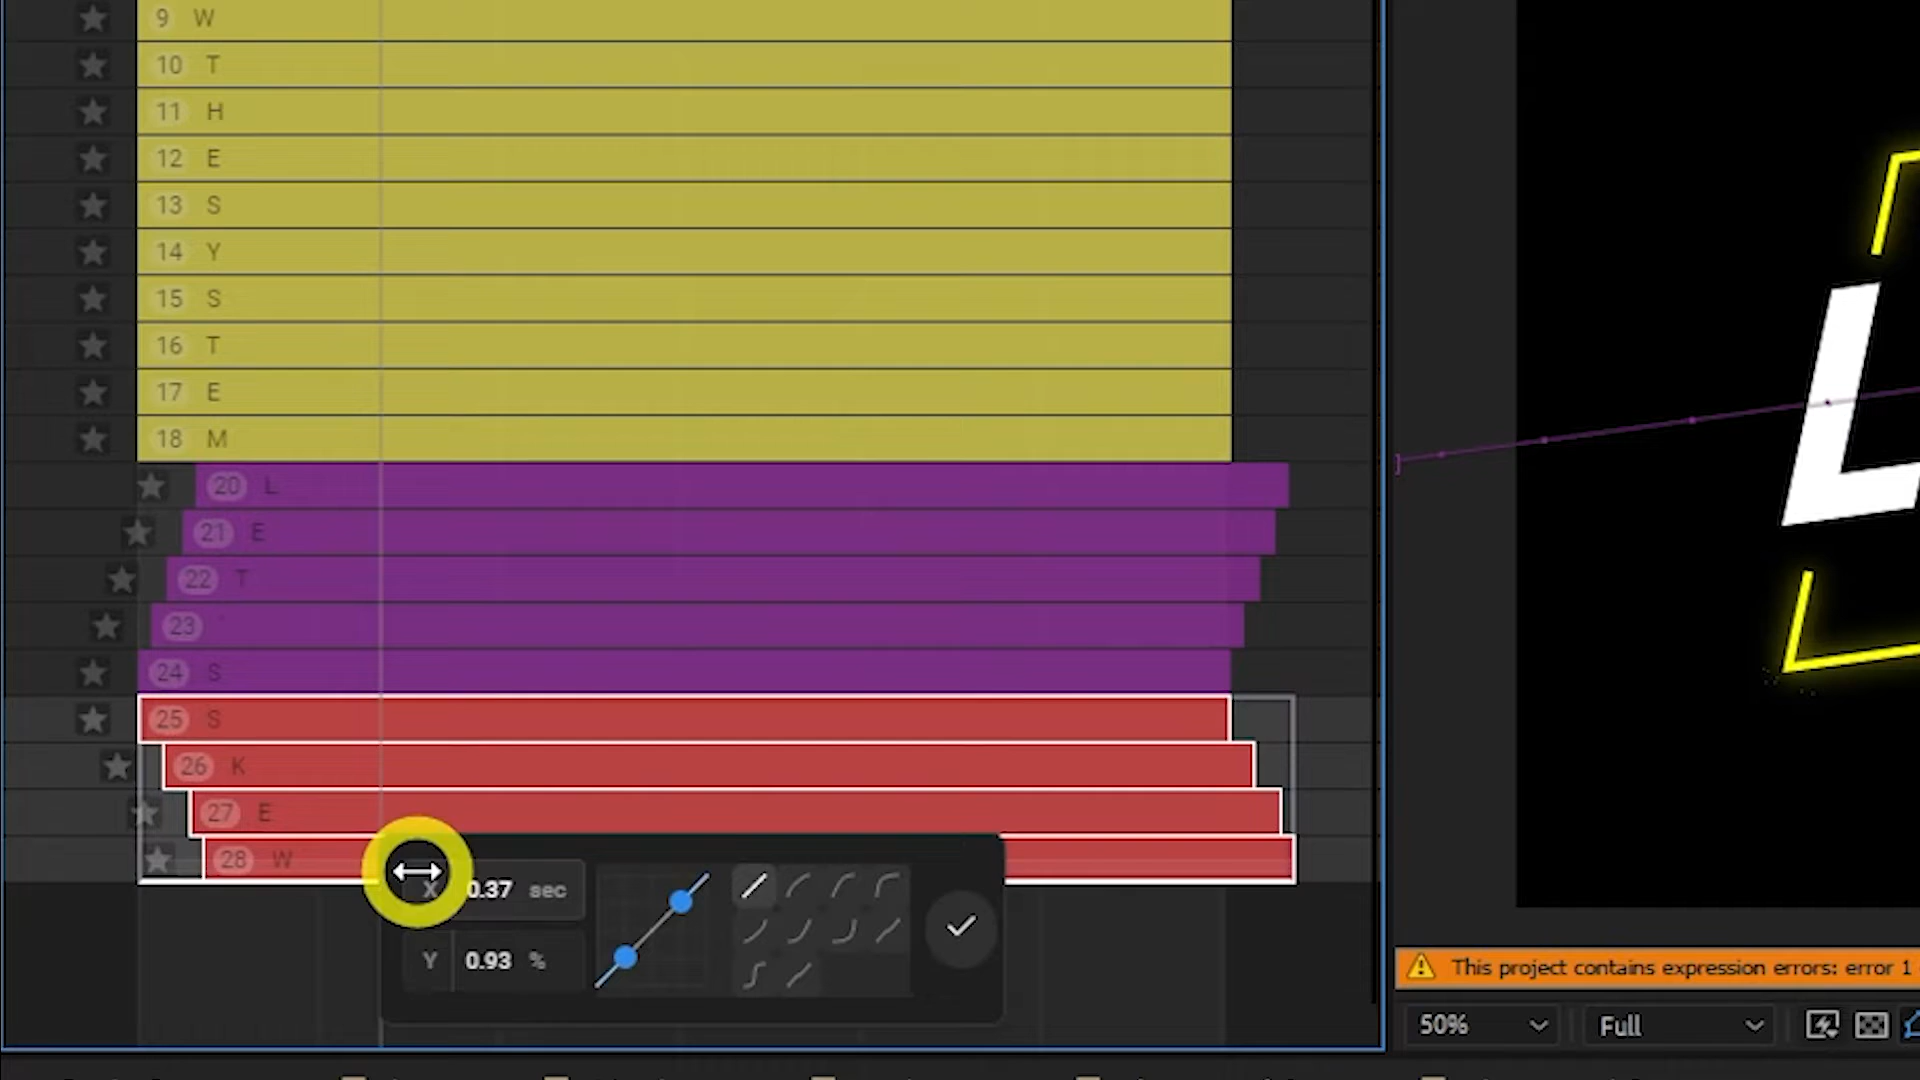 9 W
10 T
11 H
12 E
13 S
14 Y
15 S
16 T
17 E
18 M
20 L
21 E
22 T
23 '
24 S
25 S
26 K
27 E
28 W
X 0.37 sec
Y 0.93 %
L
This project contains expression errors: error 1
50%
Full